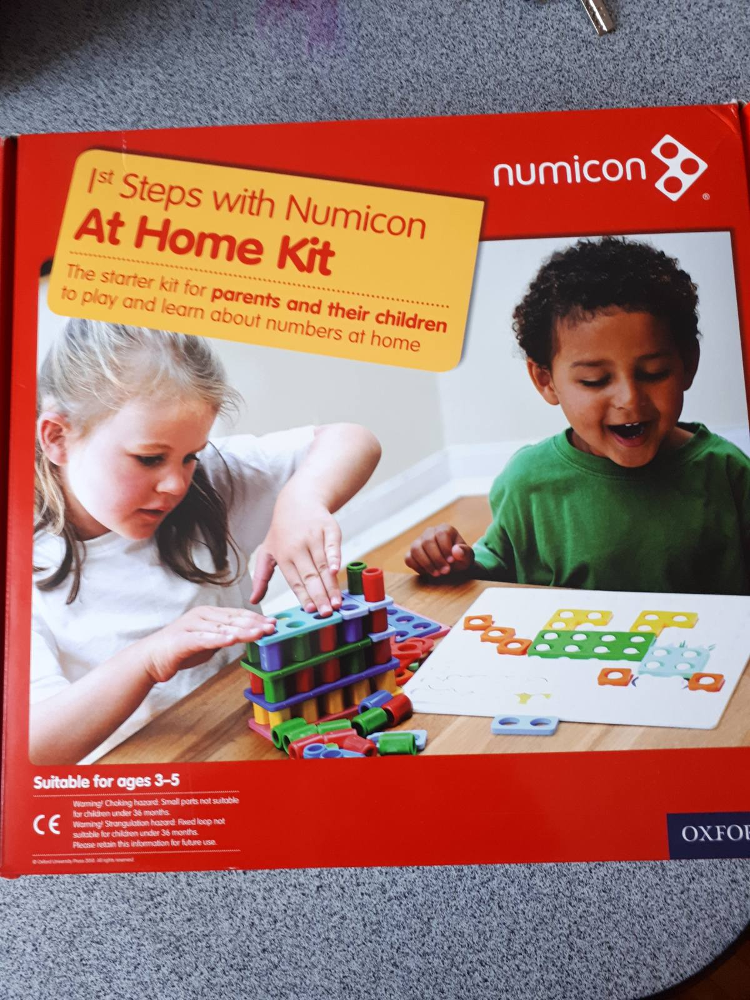 numicon
®
1st Steps with Numicon
At Home Kit
The starter kit for parents and their children
to play and learn about numbers at home
Suitable for ages 3–5
CE
Warning! Choking hazard: Small parts not suitable
for children under 36 months.
Warning! Strangulation hazard: Fixed loop not
suitable for children under 36 months.
Please retain this information for future use.
© Oxford University Press All rights reserved.
OXFOR